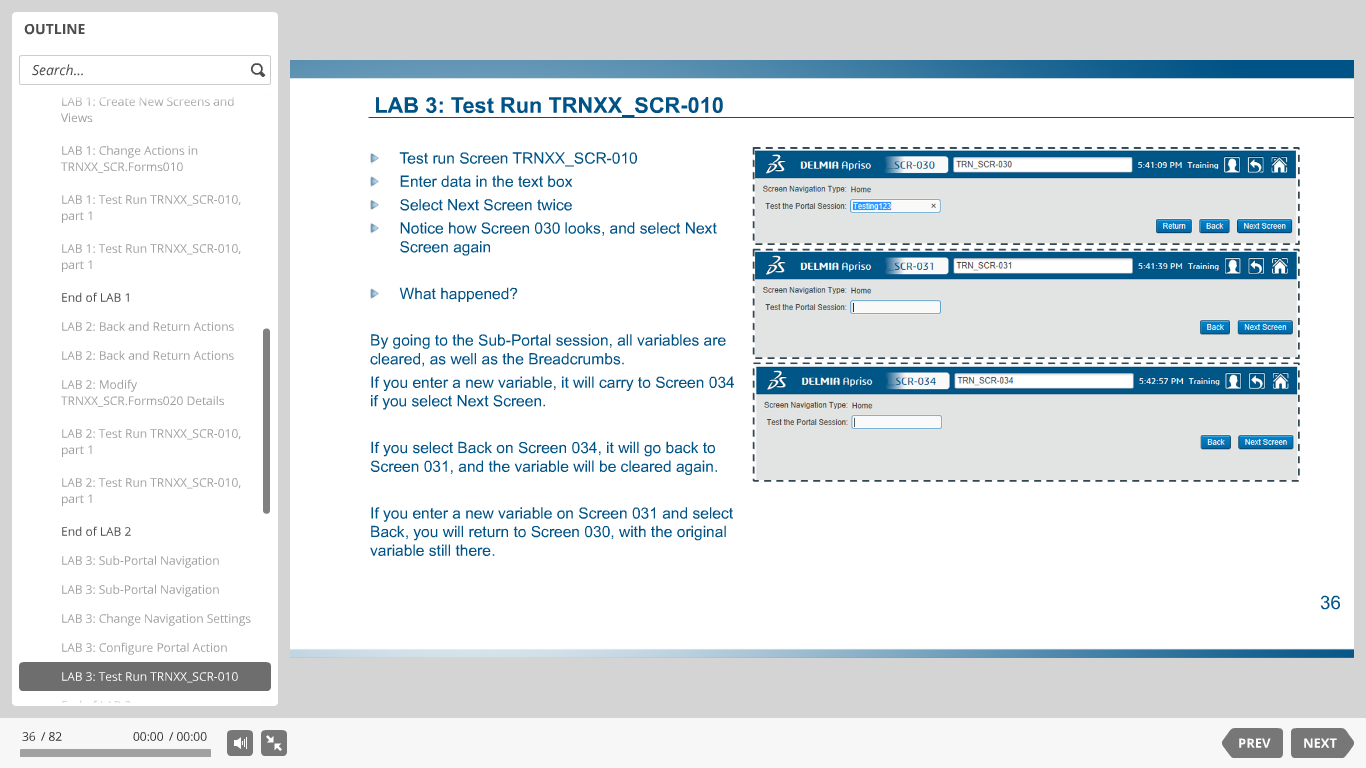 OUTLINE
Search...
LAB 1: Create New Screens and
Views
LAB 1: Change Actions in
TRNXX_SCR.Forms010
LAB 1: Test Run TRNXX_SCR-010,
part 1
LAB 1: Test Run TRNXX_SCR-010,
part 1
End of LAB 1
LAB 2: Back and Return Actions
LAB 2: Back and Return Actions
LAB 2: Modify
TRNXX_SCR.Forms020 Details
LAB 2: Test Run TRNXX_SCR-010,
part 1
LAB 2: Test Run TRNXX_SCR-010,
part 1
End of LAB 2
LAB 3: Sub-Portal Navigation
LAB 3: Sub-Portal Navigation
LAB 3: Change Navigation Settings
LAB 3: Configure Portal Action
LAB 3: Test Run TRNXX_SCR-010
LAB 3: Test Run TRNXX_SCR-010
Test run Screen TRNXX_SCR-010
Enter data in the text box
Select Next Screen twice
Notice how Screen 030 looks, and select Next
Screen again
What happened?
By going to the Sub-Portal session, all variables are
cleared, as well as the Breadcrumbs.
If you enter a new variable, it will carry to Screen 034
if you select Next Screen.
If you select Back on Screen 034, it will go back to
Screen 031, and the variable will be cleared again.
If you enter a new variable on Screen 031 and select
Back, you will return to Screen 030, with the original
variable still there.
DELMIA Apriso SCR-030 TRN_SCR-030 5:41:09 PM Training
Screen Navigation Type: Home
Test the Portal Session: Testing123 ×
Return Back Next Screen
DELMIA Apriso SCR-031 TRN_SCR-031 5:41:39 PM Training
Screen Navigation Type: Home
Test the Portal Session:
Back Next Screen
DELMIA Apriso SCR-034 TRN_SCR-034 5:42:57 PM Training
Screen Navigation Type: Home
Test the Portal Session:
Back Next Screen
36
36 / 82 00:00 / 00:00
PREV NEXT